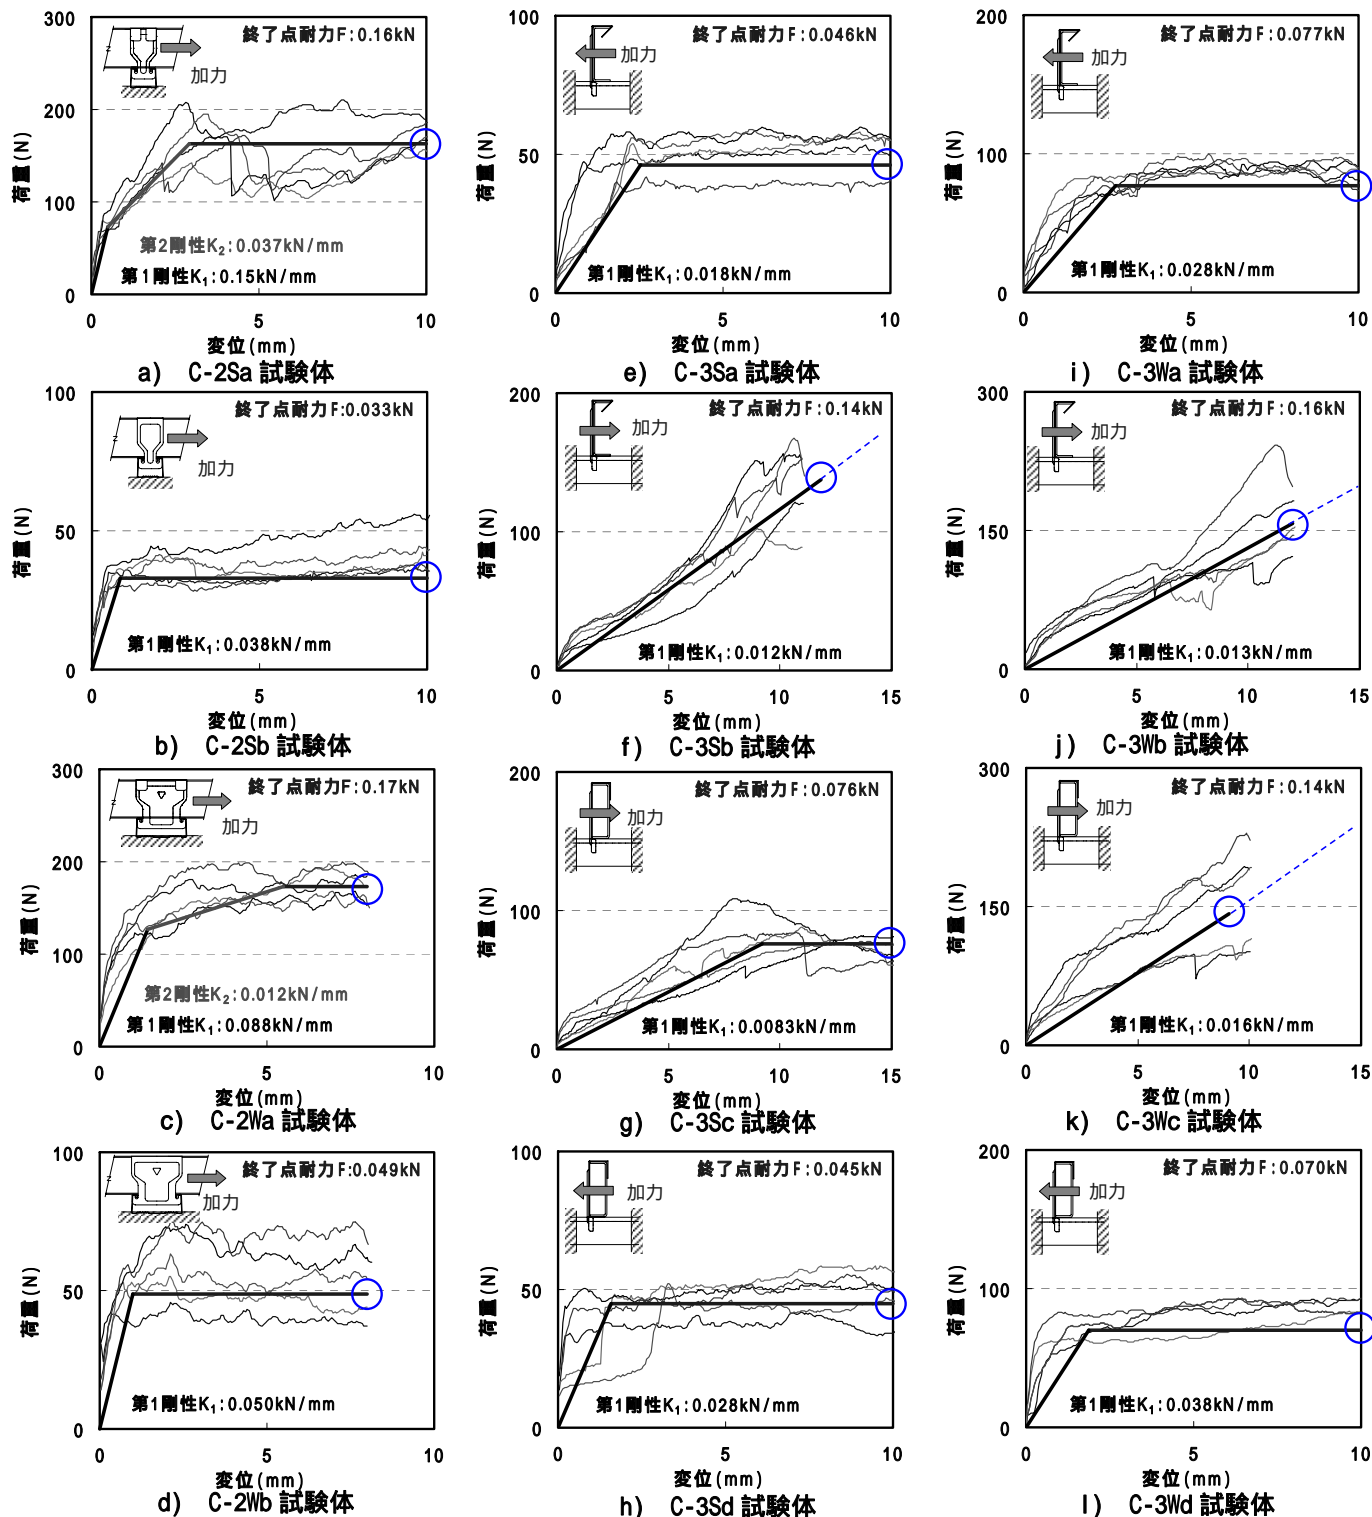 300
200
100
0
0
5
10
荷重(N)
変位(mm)
終了点耐力F:0.16kN
加力
第2剛性K₂:0.037kN/mm
第1剛性K₁:0.15kN/mm
a) C-2Sa 試験体
100
50
0
0
5
10
荷重(N)
変位(mm)
終了点耐力F:0.046kN
加力
第1剛性K₁:0.018kN/mm
e) C-3Sa 試験体
200
100
0
0
5
10
荷重(N)
変位(mm)
終了点耐力F:0.077kN
加力
第1剛性K₁:0.028kN/mm
i) C-3Wa 試験体
100
50
0
0
5
10
荷重(N)
変位(mm)
終了点耐力F:0.033kN
加力
第1剛性K₁:0.038kN/mm
b) C-2Sb 試験体
200
100
0
0
5
10
15
荷重(N)
変位(mm)
終了点耐力F:0.14kN
加力
第1剛性K₁:0.012kN/mm
f) C-3Sb 試験体
300
150
0
0
5
10
15
荷重(N)
変位(mm)
終了点耐力F:0.16kN
加力
第1剛性K₁:0.013kN/mm
j) C-3Wb 試験体
300
200
100
0
0
5
10
荷重(N)
変位(mm)
終了点耐力F:0.17kN
加力
第2剛性K₂:0.012kN/mm
第1剛性K₁:0.088kN/mm
c) C-2Wa 試験体
200
100
0
0
5
10
15
荷重(N)
変位(mm)
終了点耐力F:0.076kN
加力
第1剛性K₁:0.0083kN/mm
g) C-3Sc 試験体
300
150
0
0
5
10
15
荷重(N)
変位(mm)
終了点耐力F:0.14kN
加力
第1剛性K₁:0.016kN/mm
k) C-3Wc 試験体
100
50
0
0
5
10
荷重(N)
変位(mm)
終了点耐力F:0.049kN
加力
第1剛性K₁:0.050kN/mm
d) C-2Wb 試験体
100
50
0
0
5
10
荷重(N)
変位(mm)
終了点耐力F:0.045kN
加力
第1剛性K₁:0.028kN/mm
h) C-3Sd 試験体
200
100
0
0
5
10
荷重(N)
変位(mm)
終了点耐力F:0.070kN
加力
第1剛性K₁:0.038kN/mm
l) C-3Wd 試験体